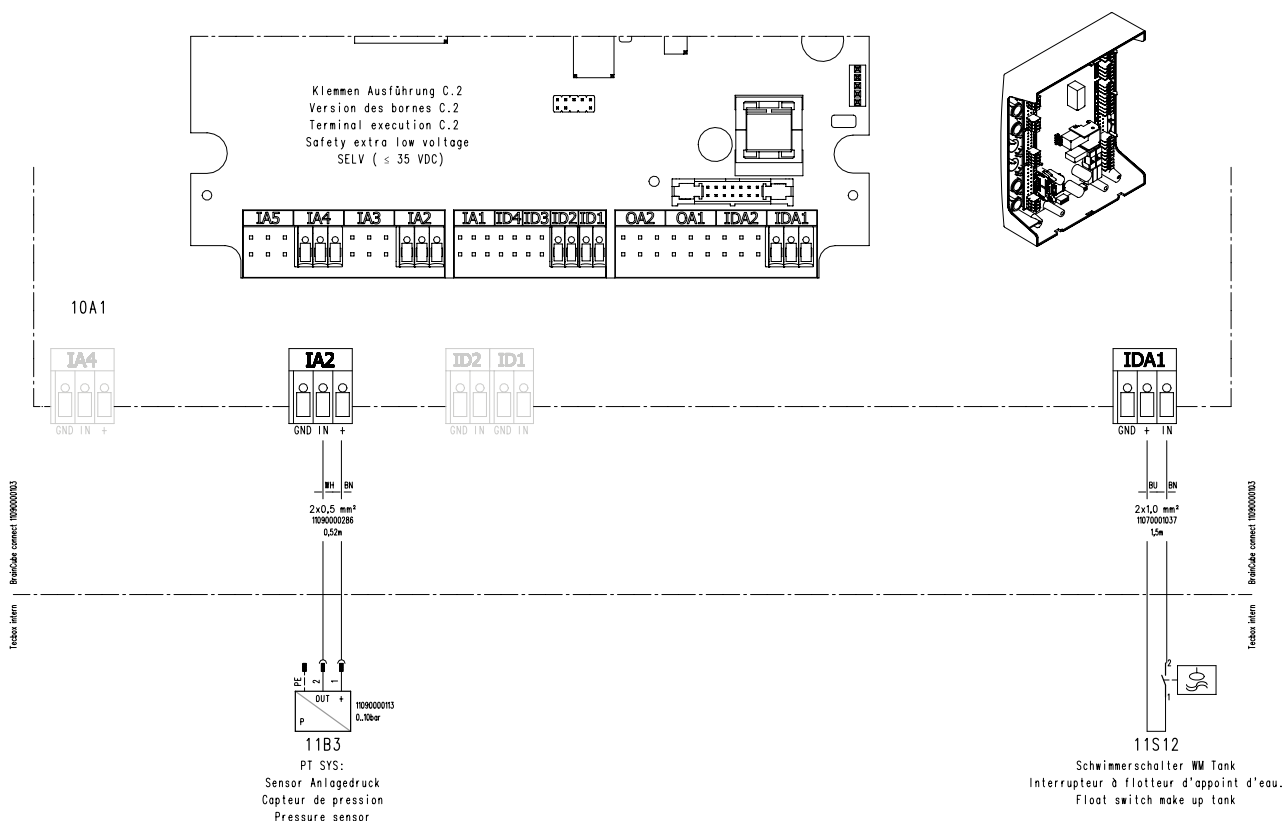 Klemmen Ausführung C.2
Version des bornes C.2
Terminal execution C.2
Safety extra low voltage
SELV ( ≤ 35 VDC)
IA5 IA4 IA3 IA2 IA1 ID4 ID3 ID2 ID1 OA2 OA1 IDA2 IDA1
10A1
IA4 IA2 ID2 ID1 IDA1
GND IN + GND IN + GND IN GND IN GND + IN
WH BN
2x0,5 mm²
11090000286
0,52m
BU BN
2x1,0 mm²
11070001037
1,5m
BrainCube connect 11090000103
Tecbox intern
BrainCube connect 11090000103
Tecbox intern
PE 2 1
OUT +
P
11090000113
0..10bar
11B3
PT SYS:
Sensor Anlagedruck
Capteur de pression
Pressure sensor
2
1
11S12
Schwimmerschalter WM Tank
Interrupteur à flotteur d'appoint d'eau.
Float switch make up tank